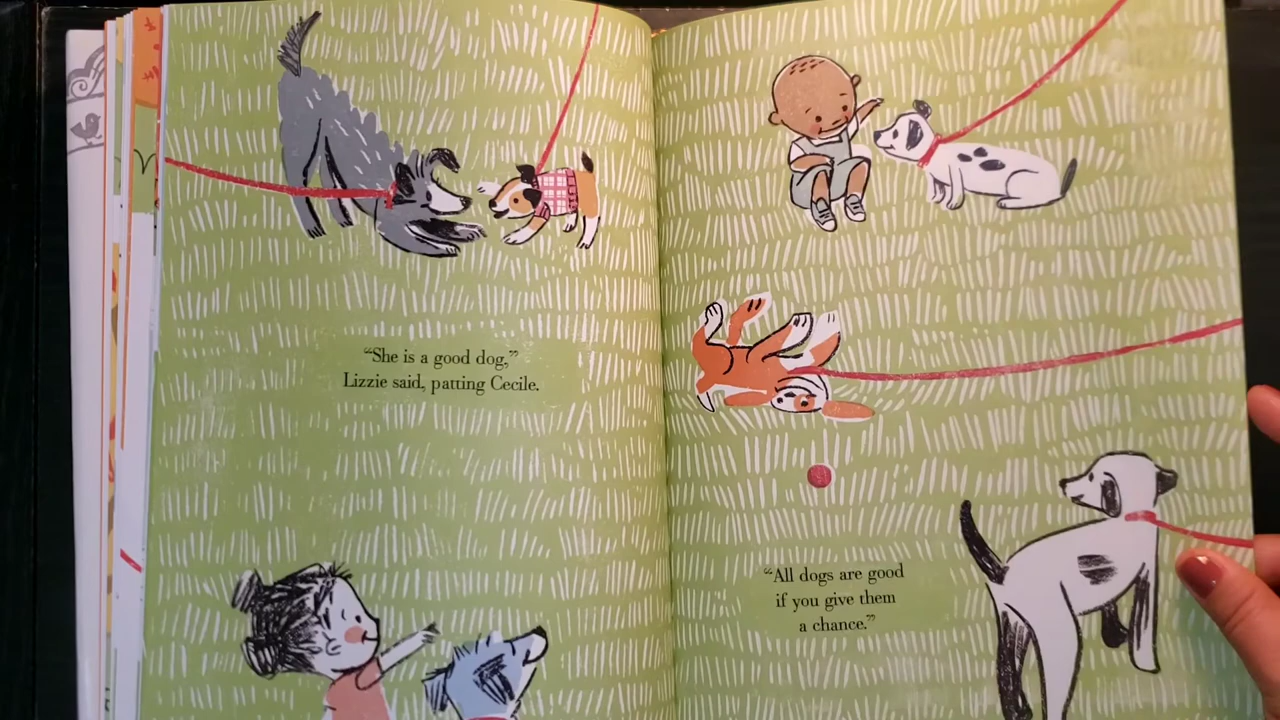 “She is a good dog,”
Lizzie said, patting Cecile.
“All dogs are good
if you give them
a chance.”